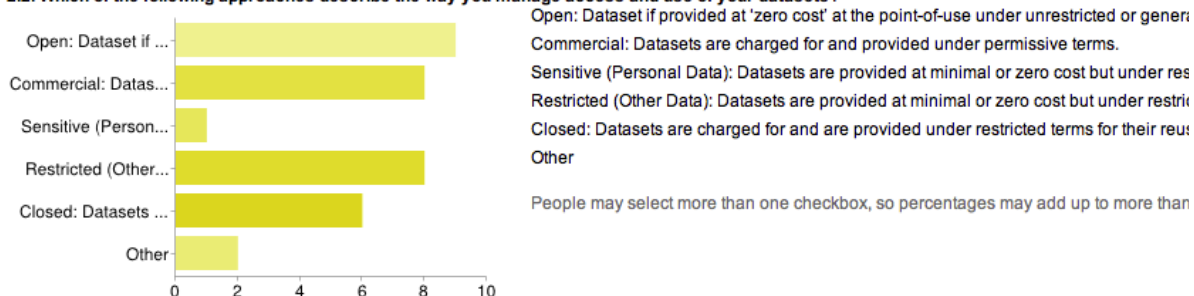 Open: Dataset if provided at 'zero cost' at the point-of-use under unrestricted or genera
Commercial: Datasets are charged for and provided under permissive terms.
Sensitive (Personal Data): Datasets are provided at minimal or zero cost but under res
Restricted (Other Data): Datasets are provided at minimal or zero cost but under restric
Closed: Datasets are charged for and are provided under restricted terms for their reus
Other
People may select more than one checkbox, so percentages may add up to more than
Open: Dataset if ...
Commercial: Datas...
Sensitive (Person...
Restricted (Other...
Closed: Datasets ...
Other
0 2 4 6 8 10